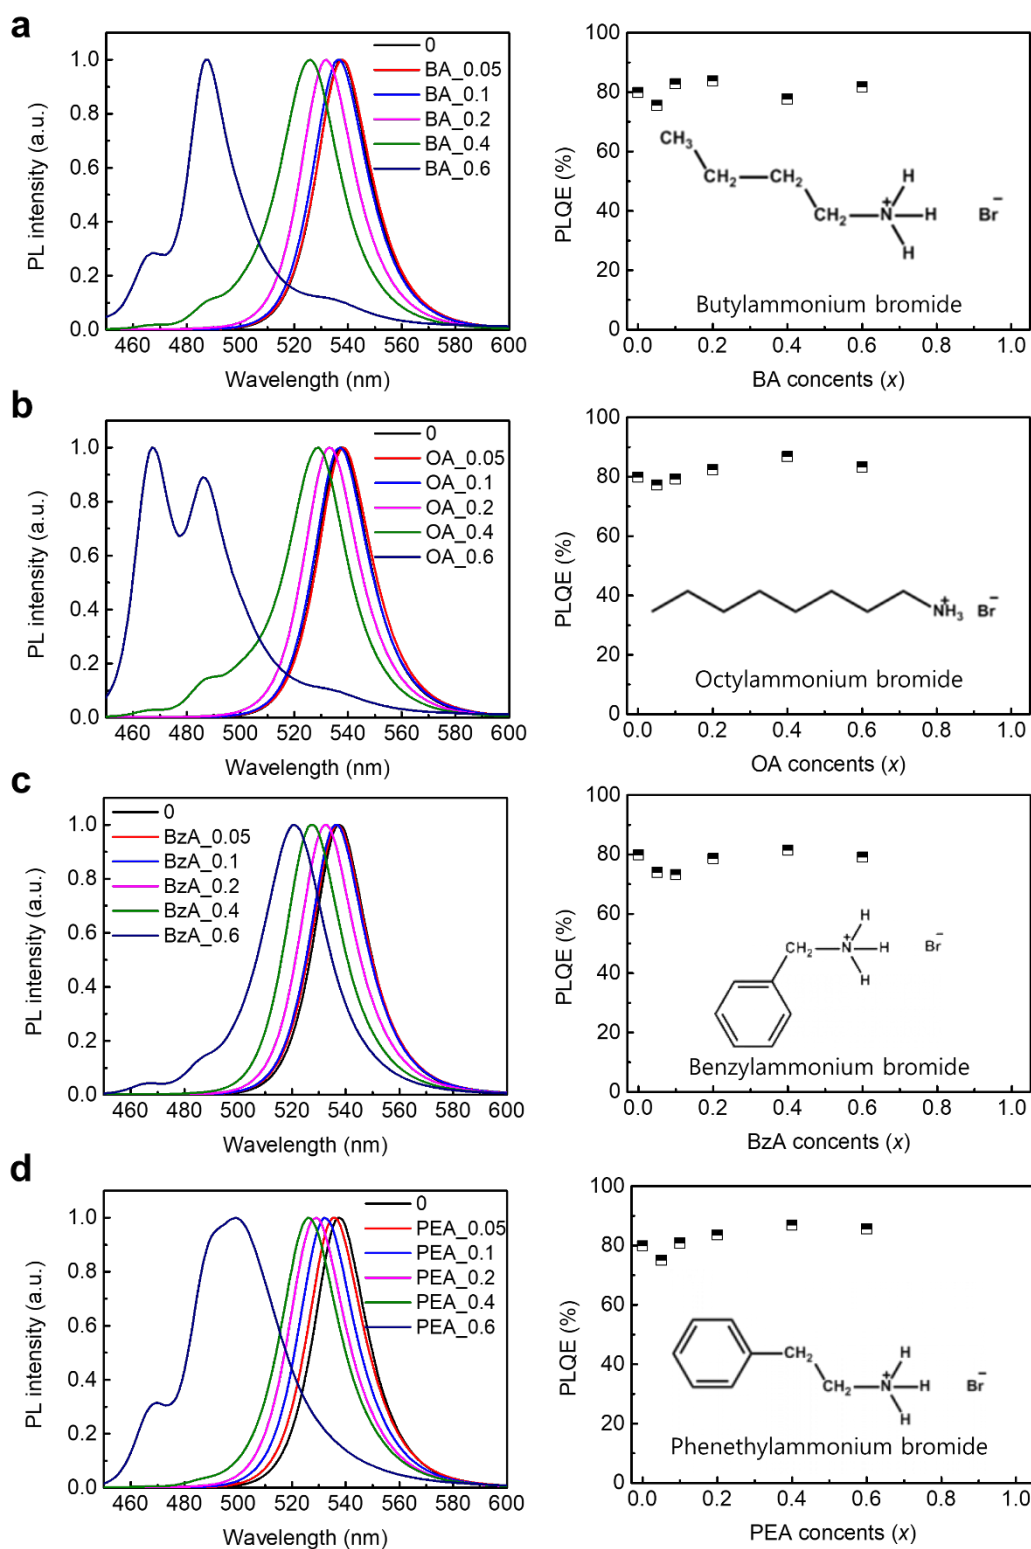 a
1.0
0.8
0.6
0.4
0.2
0.0
PL intensity (a.u.)
460 480 500 520 540 560 580 600
Wavelength (nm)
0
BA_0.05
BA_0.1
BA_0.2
BA_0.4
BA_0.6
100
80
60
40
20
0
PLQE (%)
CH₃
CH₂ CH₂
CH₂ N⁺ H H H Br⁻
Butylammonium bromide
0.0 0.2 0.4 0.6 0.8 1.0
BA concents (x)
b
1.0
0.8
0.6
0.4
0.2
0.0
PL intensity (a.u.)
460 480 500 520 540 560 580 600
Wavelength (nm)
0
OA_0.05
OA_0.1
OA_0.2
OA_0.4
OA_0.6
100
80
60
40
20
0
PLQE (%)
NH₃⁺ Br⁻
Octylammonium bromide
0.0 0.2 0.4 0.6 0.8 1.0
OA concents (x)
c
1.0
0.8
0.6
0.4
0.2
0.0
PL intensity (a.u.)
460 480 500 520 540 560 580 600
Wavelength (nm)
0
BzA_0.05
BzA_0.1
BzA_0.2
BzA_0.4
BzA_0.6
100
80
60
40
20
0
PLQE (%)
CH₂ N⁺ H H H Br⁻
Benzylammonium bromide
0.0 0.2 0.4 0.6 0.8 1.0
BzA concents (x)
d
1.0
0.8
0.6
0.4
0.2
0.0
PL intensity (a.u.)
460 480 500 520 540 560 580 600
Wavelength (nm)
0
PEA_0.05
PEA_0.1
PEA_0.2
PEA_0.4
PEA_0.6
100
80
60
40
20
0
PLQE (%)
CH₂
CH₂ N⁺ H H H Br⁻
Phenethylammonium bromide
0.0 0.2 0.4 0.6 0.8 1.0
PEA concents (x)